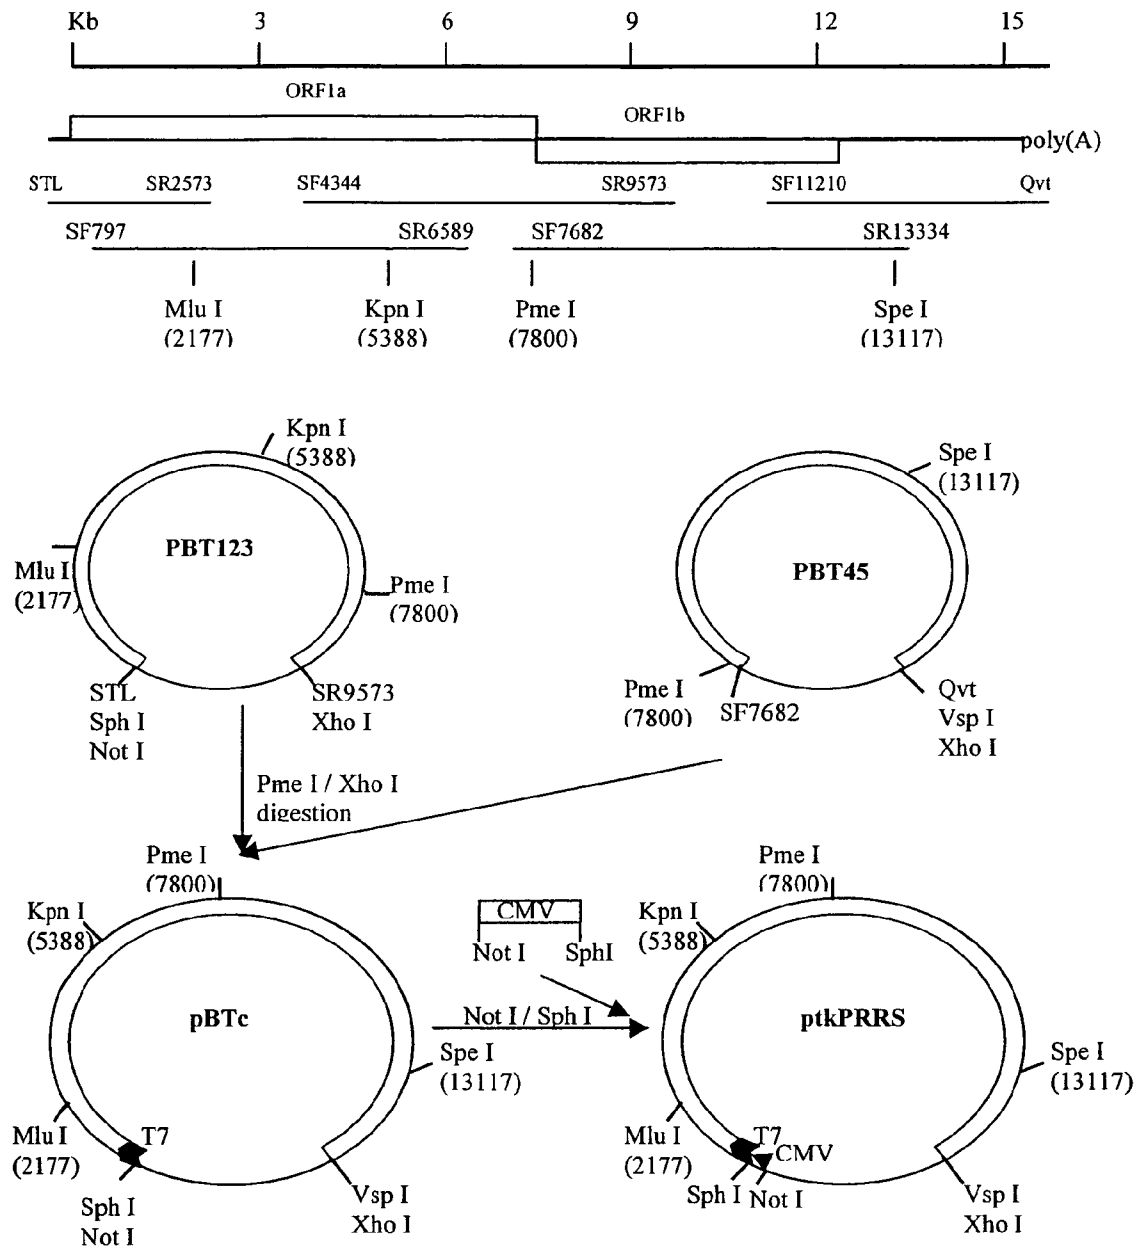 Kb 3 6 9 12 15
ORF1a
ORF1b
poly(A)
STL SR2573 SF4344 SR9573 SF11210 Qvt
SF797 SR6589 SF7682 SR13334
Mlu I Kpn I Pme I Spe I
(2177) (5388) (7800) (13117)
Kpn I
(5388)
PBT123
Mlu I
(2177)
Pme I
(7800)
STL
Sph I
Not I
SR9573
Xho I
Spe I
(13117)
PBT45
Pme I
(7800)
SF7682
Qvt
Vsp I
Xho I
Pme I / Xho I
digestion
Pme I
(7800)
Kpn I
(5388)
pBTc
Spe I
(13117)
Mlu I
(2177)
T7
Sph I
Not I
Vsp I
Xho I
CMV
Not I SphI
Not I / Sph I
Pme I
(7800)
Kpn I
(5388)
ptkPRRS
Spe I
(13117)
Mlu I
(2177)
T7
CMV
Sph I
Not I
Vsp I
Xho I